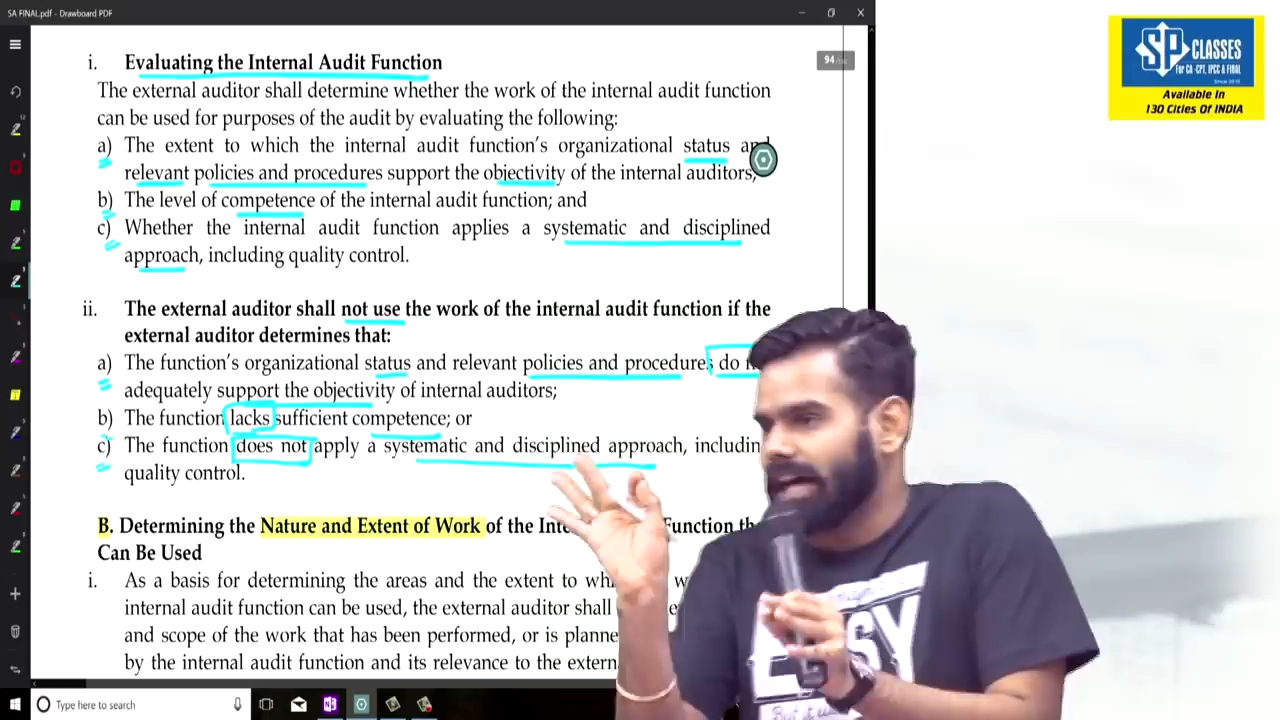 SA FINAL.pdf - Drawboard PDF
94
i. Evaluating the Internal Audit Function
The external auditor shall determine whether the work of the internal audit function
can be used for purposes of the audit by evaluating the following:
a) The extent to which the internal audit function's organizational status and
relevant policies and procedures support the objectivity of the internal auditors;
b) The level of competence of the internal audit function; and
c) Whether the internal audit function applies a systematic and disciplined
approach, including quality control.
ii. The external auditor shall not use the work of the internal audit function if the
external auditor determines that:
a) The function's organizational status and relevant policies and procedures do
adequately support the objectivity of internal auditors;
b) The function lacks sufficient competence; or
c) The function does not apply a systematic and disciplined approach, includin
quality control.
B. Determining the Nature and Extent of Work of the Function
Can Be Used
i. As a basis for determining the areas and the extent to
internal audit function can be used, the external auditor shall
and scope of the work that has been performed, or is planne
by the internal audit function and its relevance to the extern
Type here to search
SP CLASSES
For CA -CPT, IPCC & FINAL
Since 2010
Available In
130 Cities Of INDIA